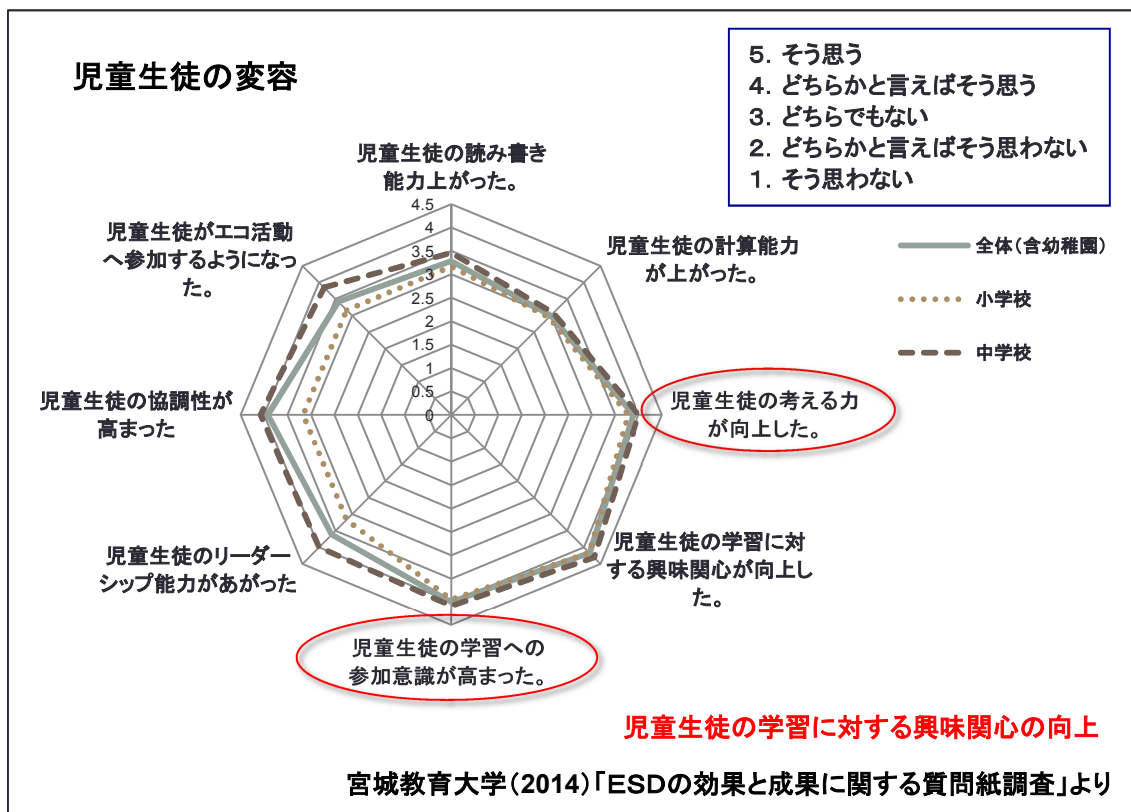 児童生徒の変容
5．そう思う
4．どちらかと言えばそう思う
3．どちらでもない
2．どちらかと言えばそう思わない
1．そう思わない
児童生徒の読み書き
能力上がった。
児童生徒の計算能力
が上がった。
児童生徒の考える力
が向上した。
児童生徒の学習に対
する興味関心が向上し
た。
児童生徒の学習への
参加意識が高まった。
児童生徒のリーダー
シップ能力があがった
児童生徒の協調性が
高まった
児童生徒がエコ活動
へ参加するようになっ
た。
4.5
4
3.5
3
2.5
2
1.5
1
0.5
0
全体（含幼稚園）
小学校
中学校
児童生徒の学習に対する興味関心の向上
宮城教育大学（2014）「ESDの効果と成果に関する質問紙調査」より